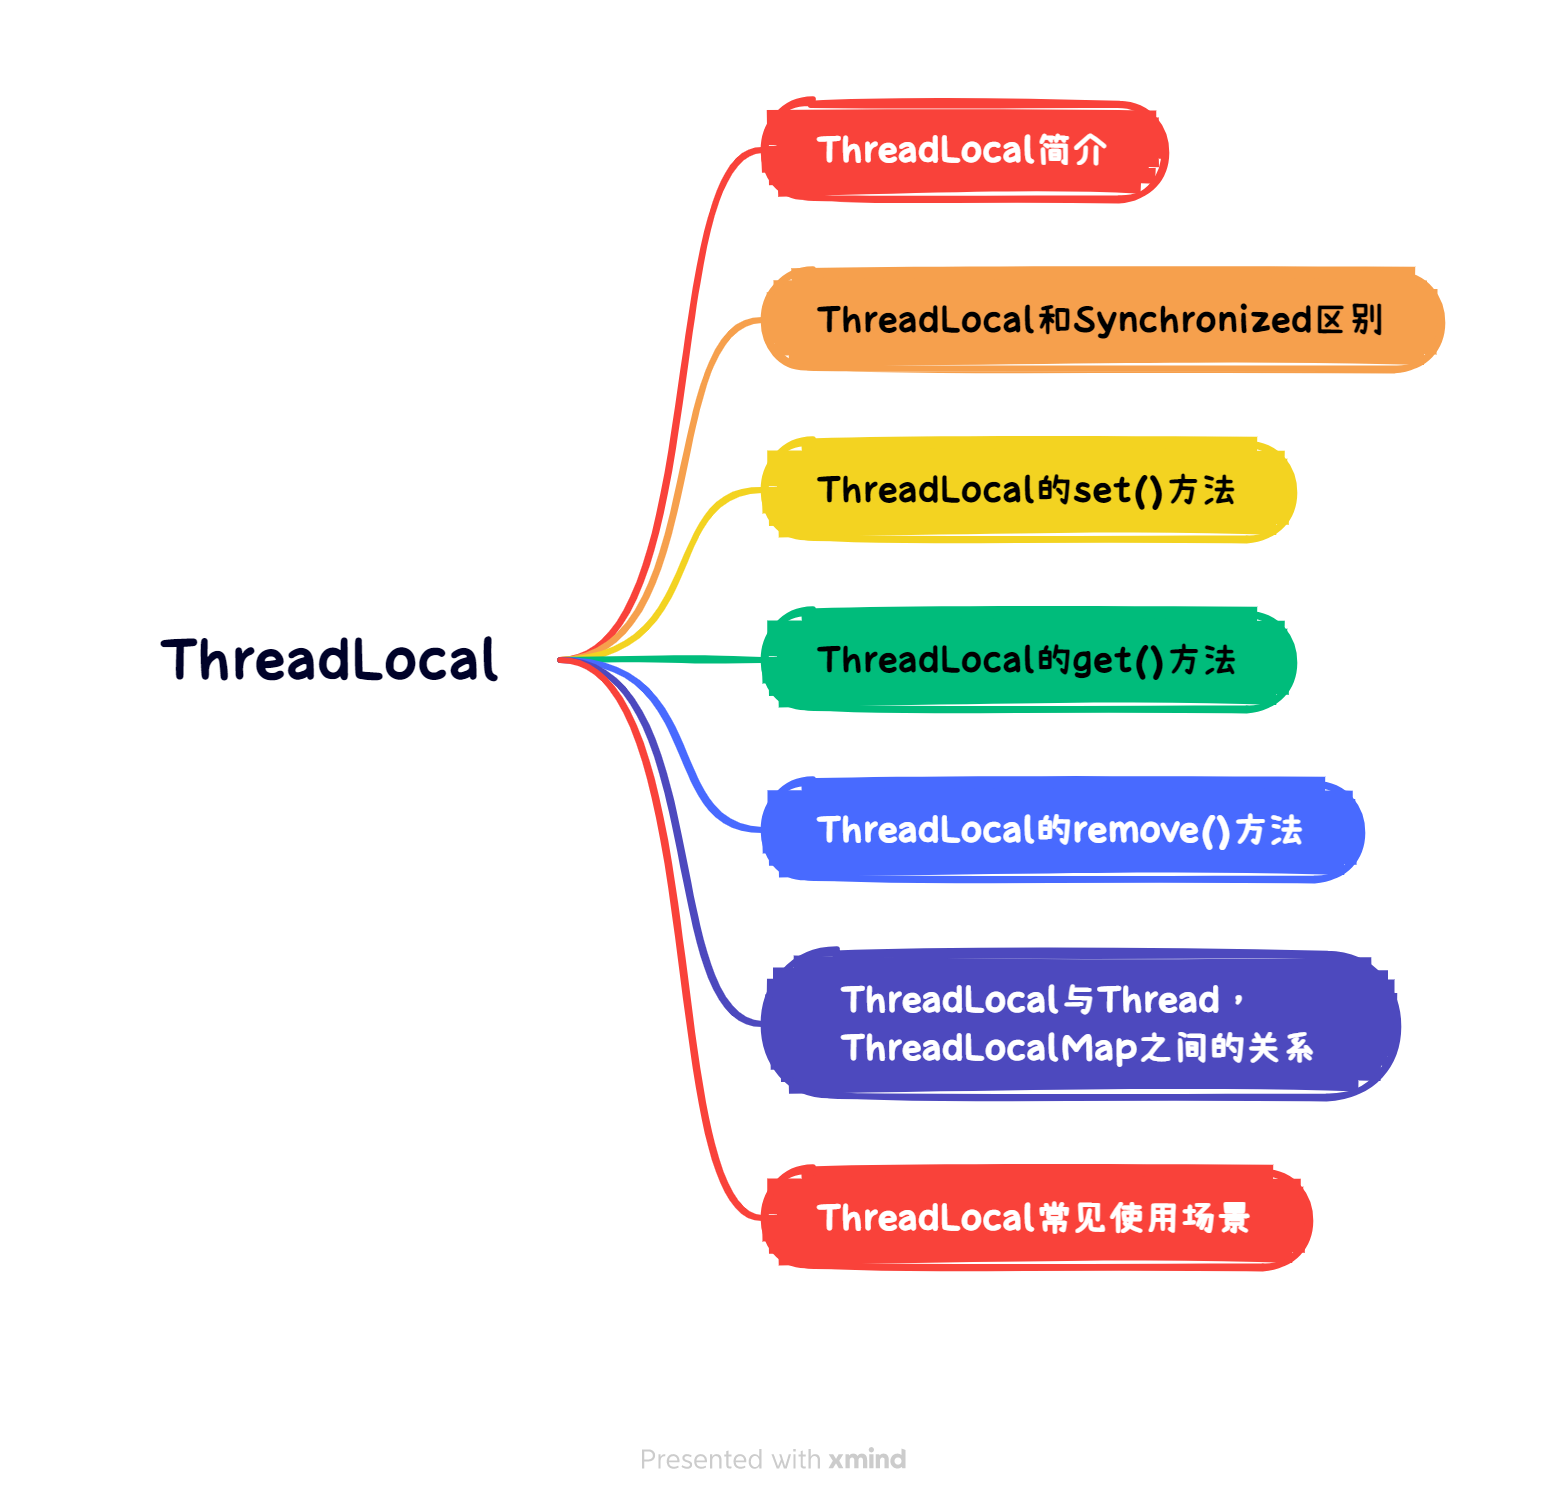 ThreadLocal
ThreadLocal简介
ThreadLocal和Synchronized区别
ThreadLocal的set()方法
ThreadLocal的get()方法
ThreadLocal的remove()方法
ThreadLocal与Thread，
ThreadLocalMap之间的关系
ThreadLocal常见使用场景
Presented with xmind